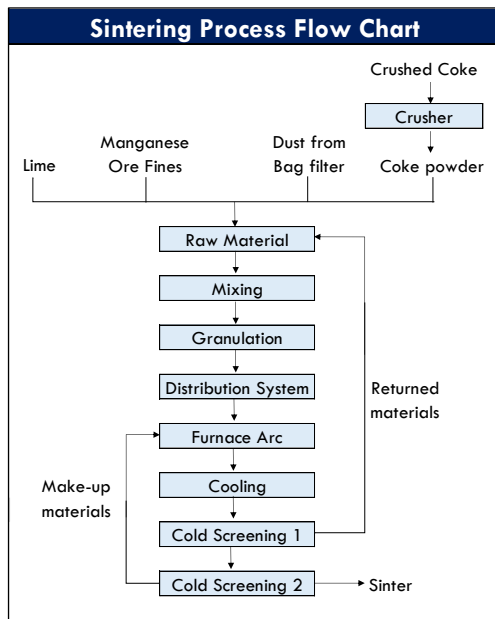 Sintering Process Flow Chart
Crushed Coke
Crusher
Lime
Manganese
Ore Fines
Dust from
Bag filter
Coke powder
Raw Material
Mixing
Granulation
Distribution System
Returned
materials
Furnace Arc
Make-up
materials
Cooling
Cold Screening 1
Cold Screening 2
Sinter